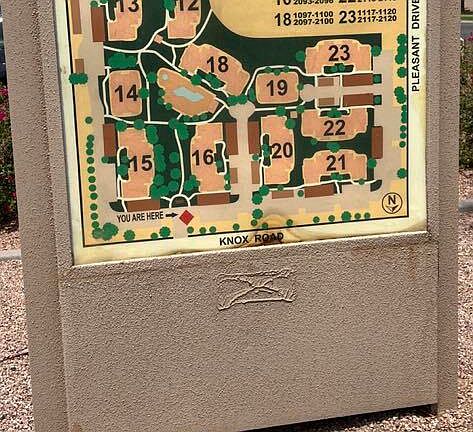 2093-2096
18 1097-1100 23 1117-1120
2097-2100 2117-2120
13 12
18 23
14 19
22
15 16 20 21
YOU ARE HERE
N
KNOX ROAD
PLEASANT DRIVE